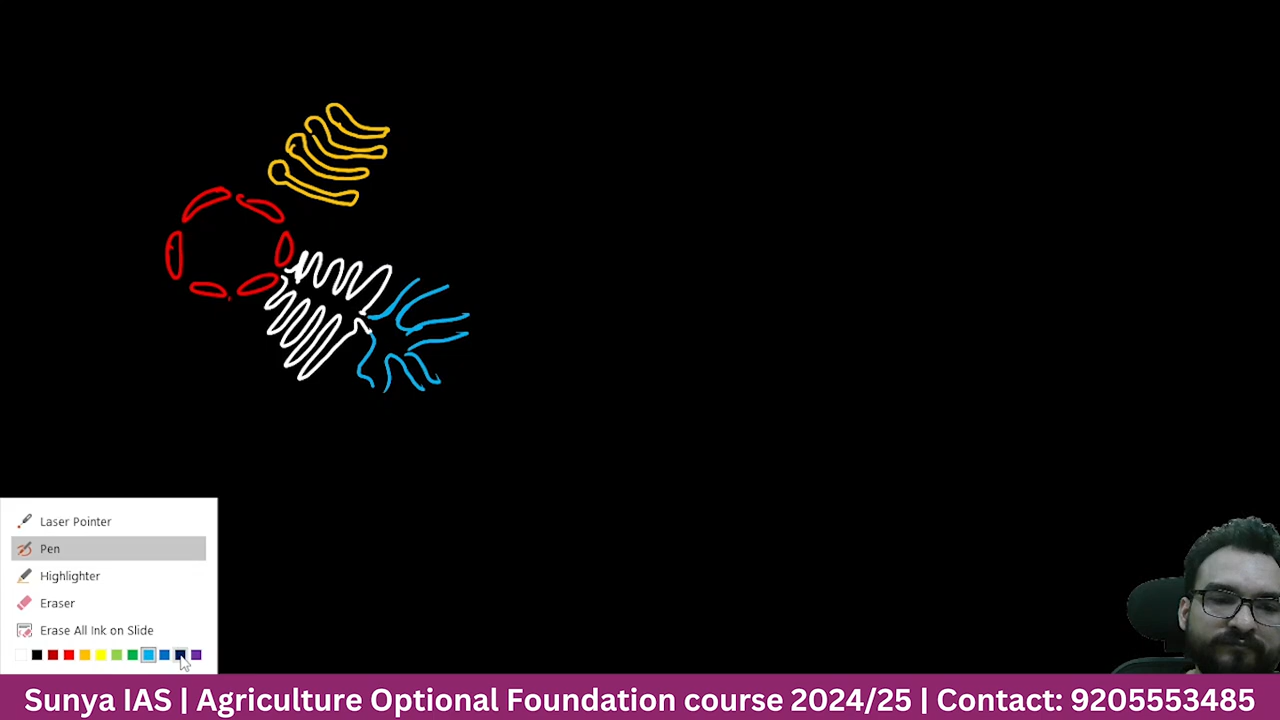 Laser Pointer
Pen
Highlighter
Eraser
Erase All Ink on Slide
Sunya IAS | Agriculture Optional Foundation course 2024/25 | Contact: 9205553485